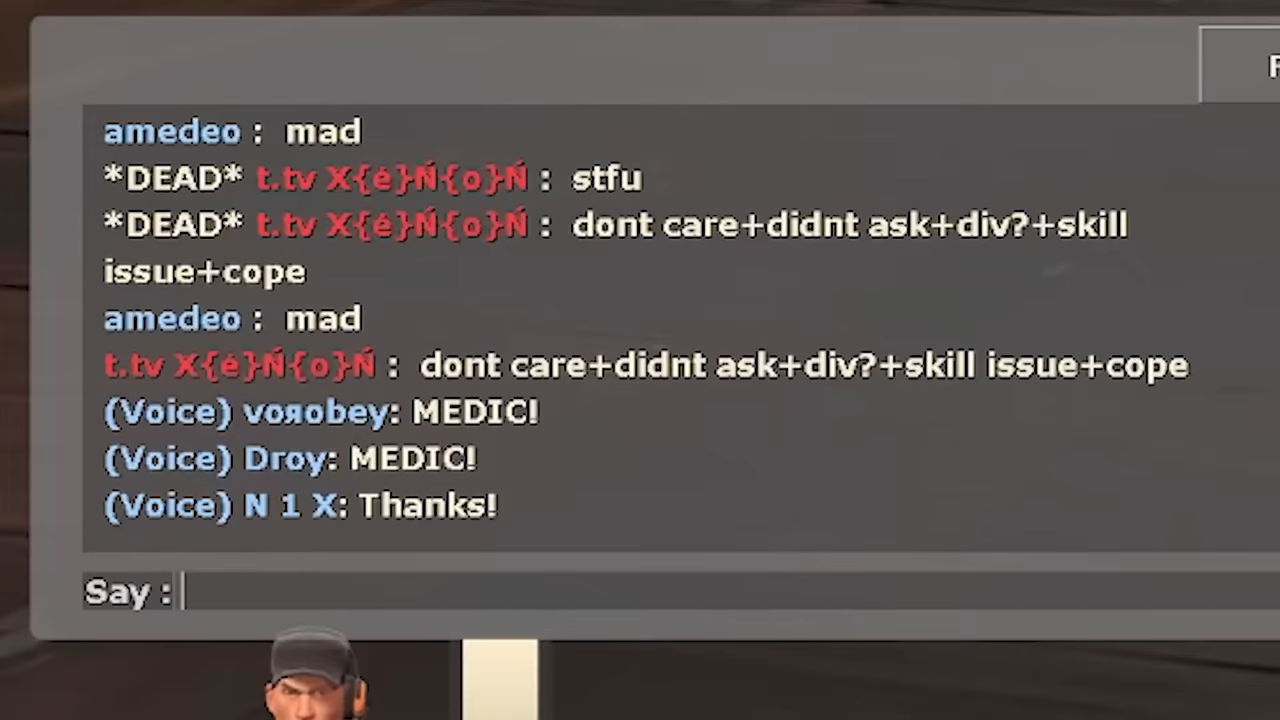 F
amedeo :  mad
*DEAD* t.tv X{ė}Ń{o}Ń :  stfu
*DEAD* t.tv X{ė}Ń{o}Ń :  dont care+didnt ask+div?+skill
issue+cope
amedeo :  mad
t.tv X{ė}Ń{o}Ń :  dont care+didnt ask+div?+skill issue+cope
(Voice) voяobey: MEDIC!
(Voice) Droy: MEDIC!
(Voice) N 1 X: Thanks!
Say :